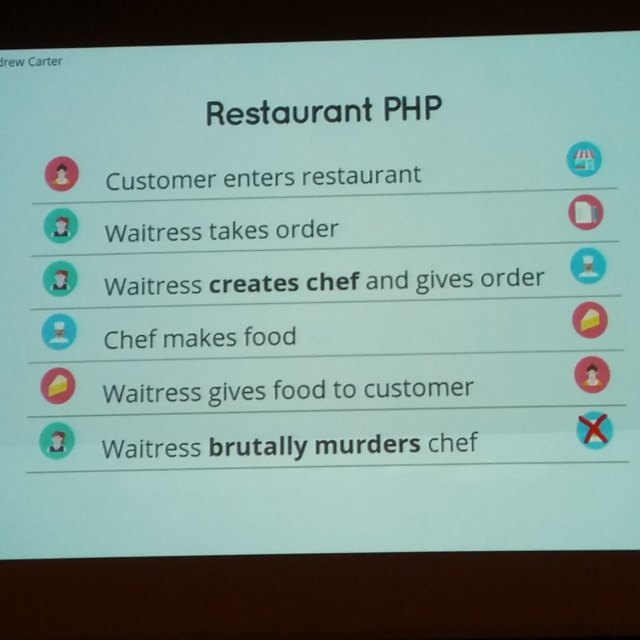 drew Carter
Restaurant PHP
Customer enters restaurant
Waitress takes order
Waitress creates chef and gives order
Chef makes food
Waitress gives food to customer
Waitress brutally murders chef